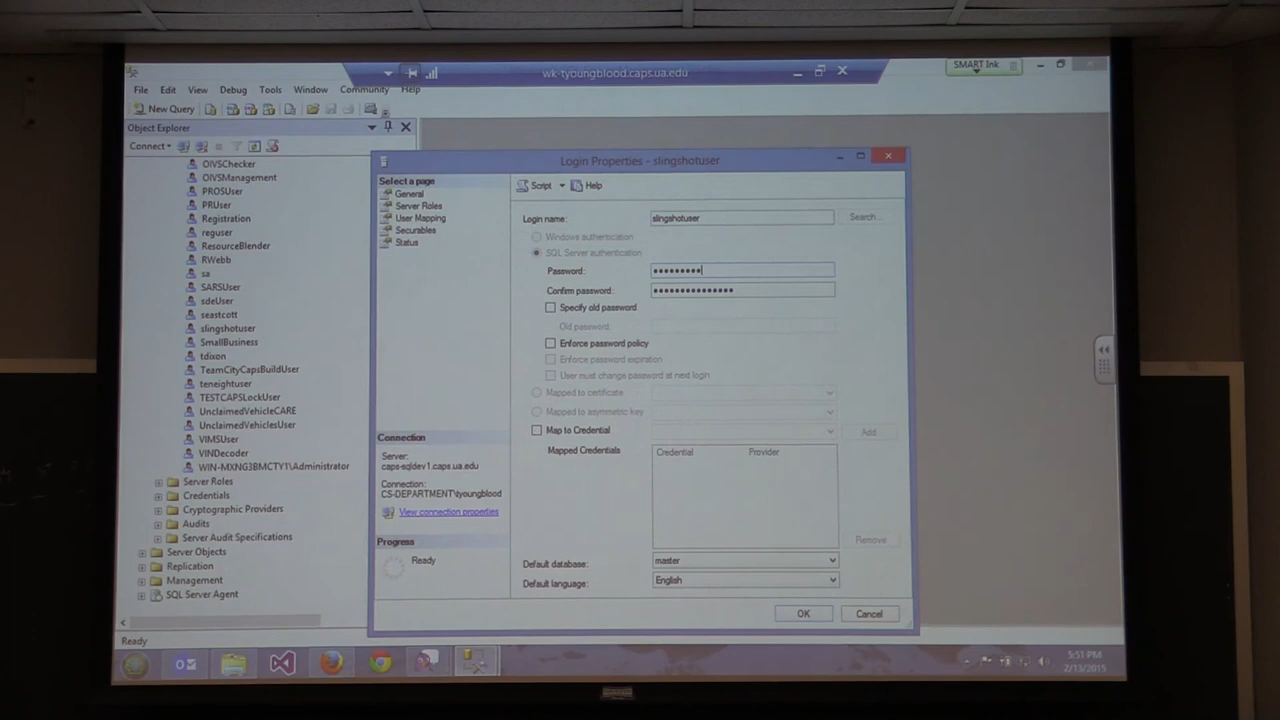 wk-tyoungblood.caps.ua.edu
SMART Ink
File Edit View Debug Tools Window Community Help
New Query
Object Explorer
Connect
OIVSChecker
OIVSManagement
PROSUser
PRUser
Registration
reguser
ResourceBlender
RWebb
sa
SARSUser
sdeUser
seastcott
slingshotuser
SmallBusiness
tdixon
TeamCityCapsBuildUser
teneightuser
TESTCAPSLockUser
UnclaimedVehicleCARE
UnclaimedVehiclesUser
VIMSUser
VINDecoder
WIN-MXNG3BMCTY1\Administrator
Server Roles
Credentials
Cryptographic Providers
Audits
Server Audit Specifications
Server Objects
Replication
Management
SQL Server Agent
Ready
Login Properties - slingshotuser
Select a page
General
Server Roles
User Mapping
Securables
Status
Connection
Server:
caps-sqldev1.caps.ua.edu
Connection:
CS-DEPARTMENT\tyoungblood
View connection properties
Progress
Ready
Script Help
Login name: slingshotuser Search...
Windows authentication
SQL Server authentication
Password: •••••••••
Confirm password: •••••••••••••••
Specify old password
Old password:
Enforce password policy
Enforce password expiration
User must change password at next login
Mapped to certificate
Mapped to asymmetric key
Map to Credential Add
Mapped Credentials Credential Provider
Remove
Default database: master
Default language: English
OK Cancel
5:51 PM
2/13/2015